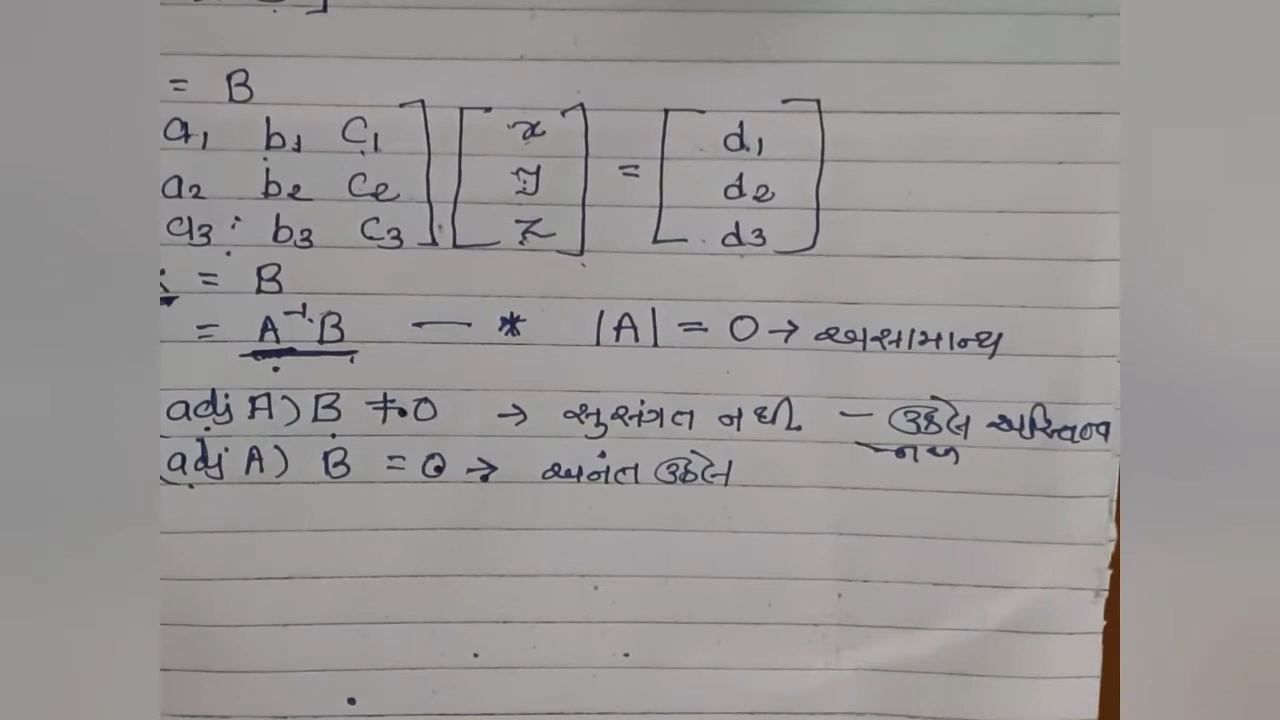 = B
a1 b1 c1 ] [ x ] = [ d1 ]
a2 b2 c2 ] [ y ] = [ d2 ]
a3 b3 c3 ] [ z ] = [ d3 ]
= B
= A⁻¹B — * |A| = 0 → અસામાન્ય
adj A) B ≠ 0 → સુસંગત નથી – ઉકેલ અસ્તિત્વ
(adj A) B = 0 → અનંત ઉકેલ